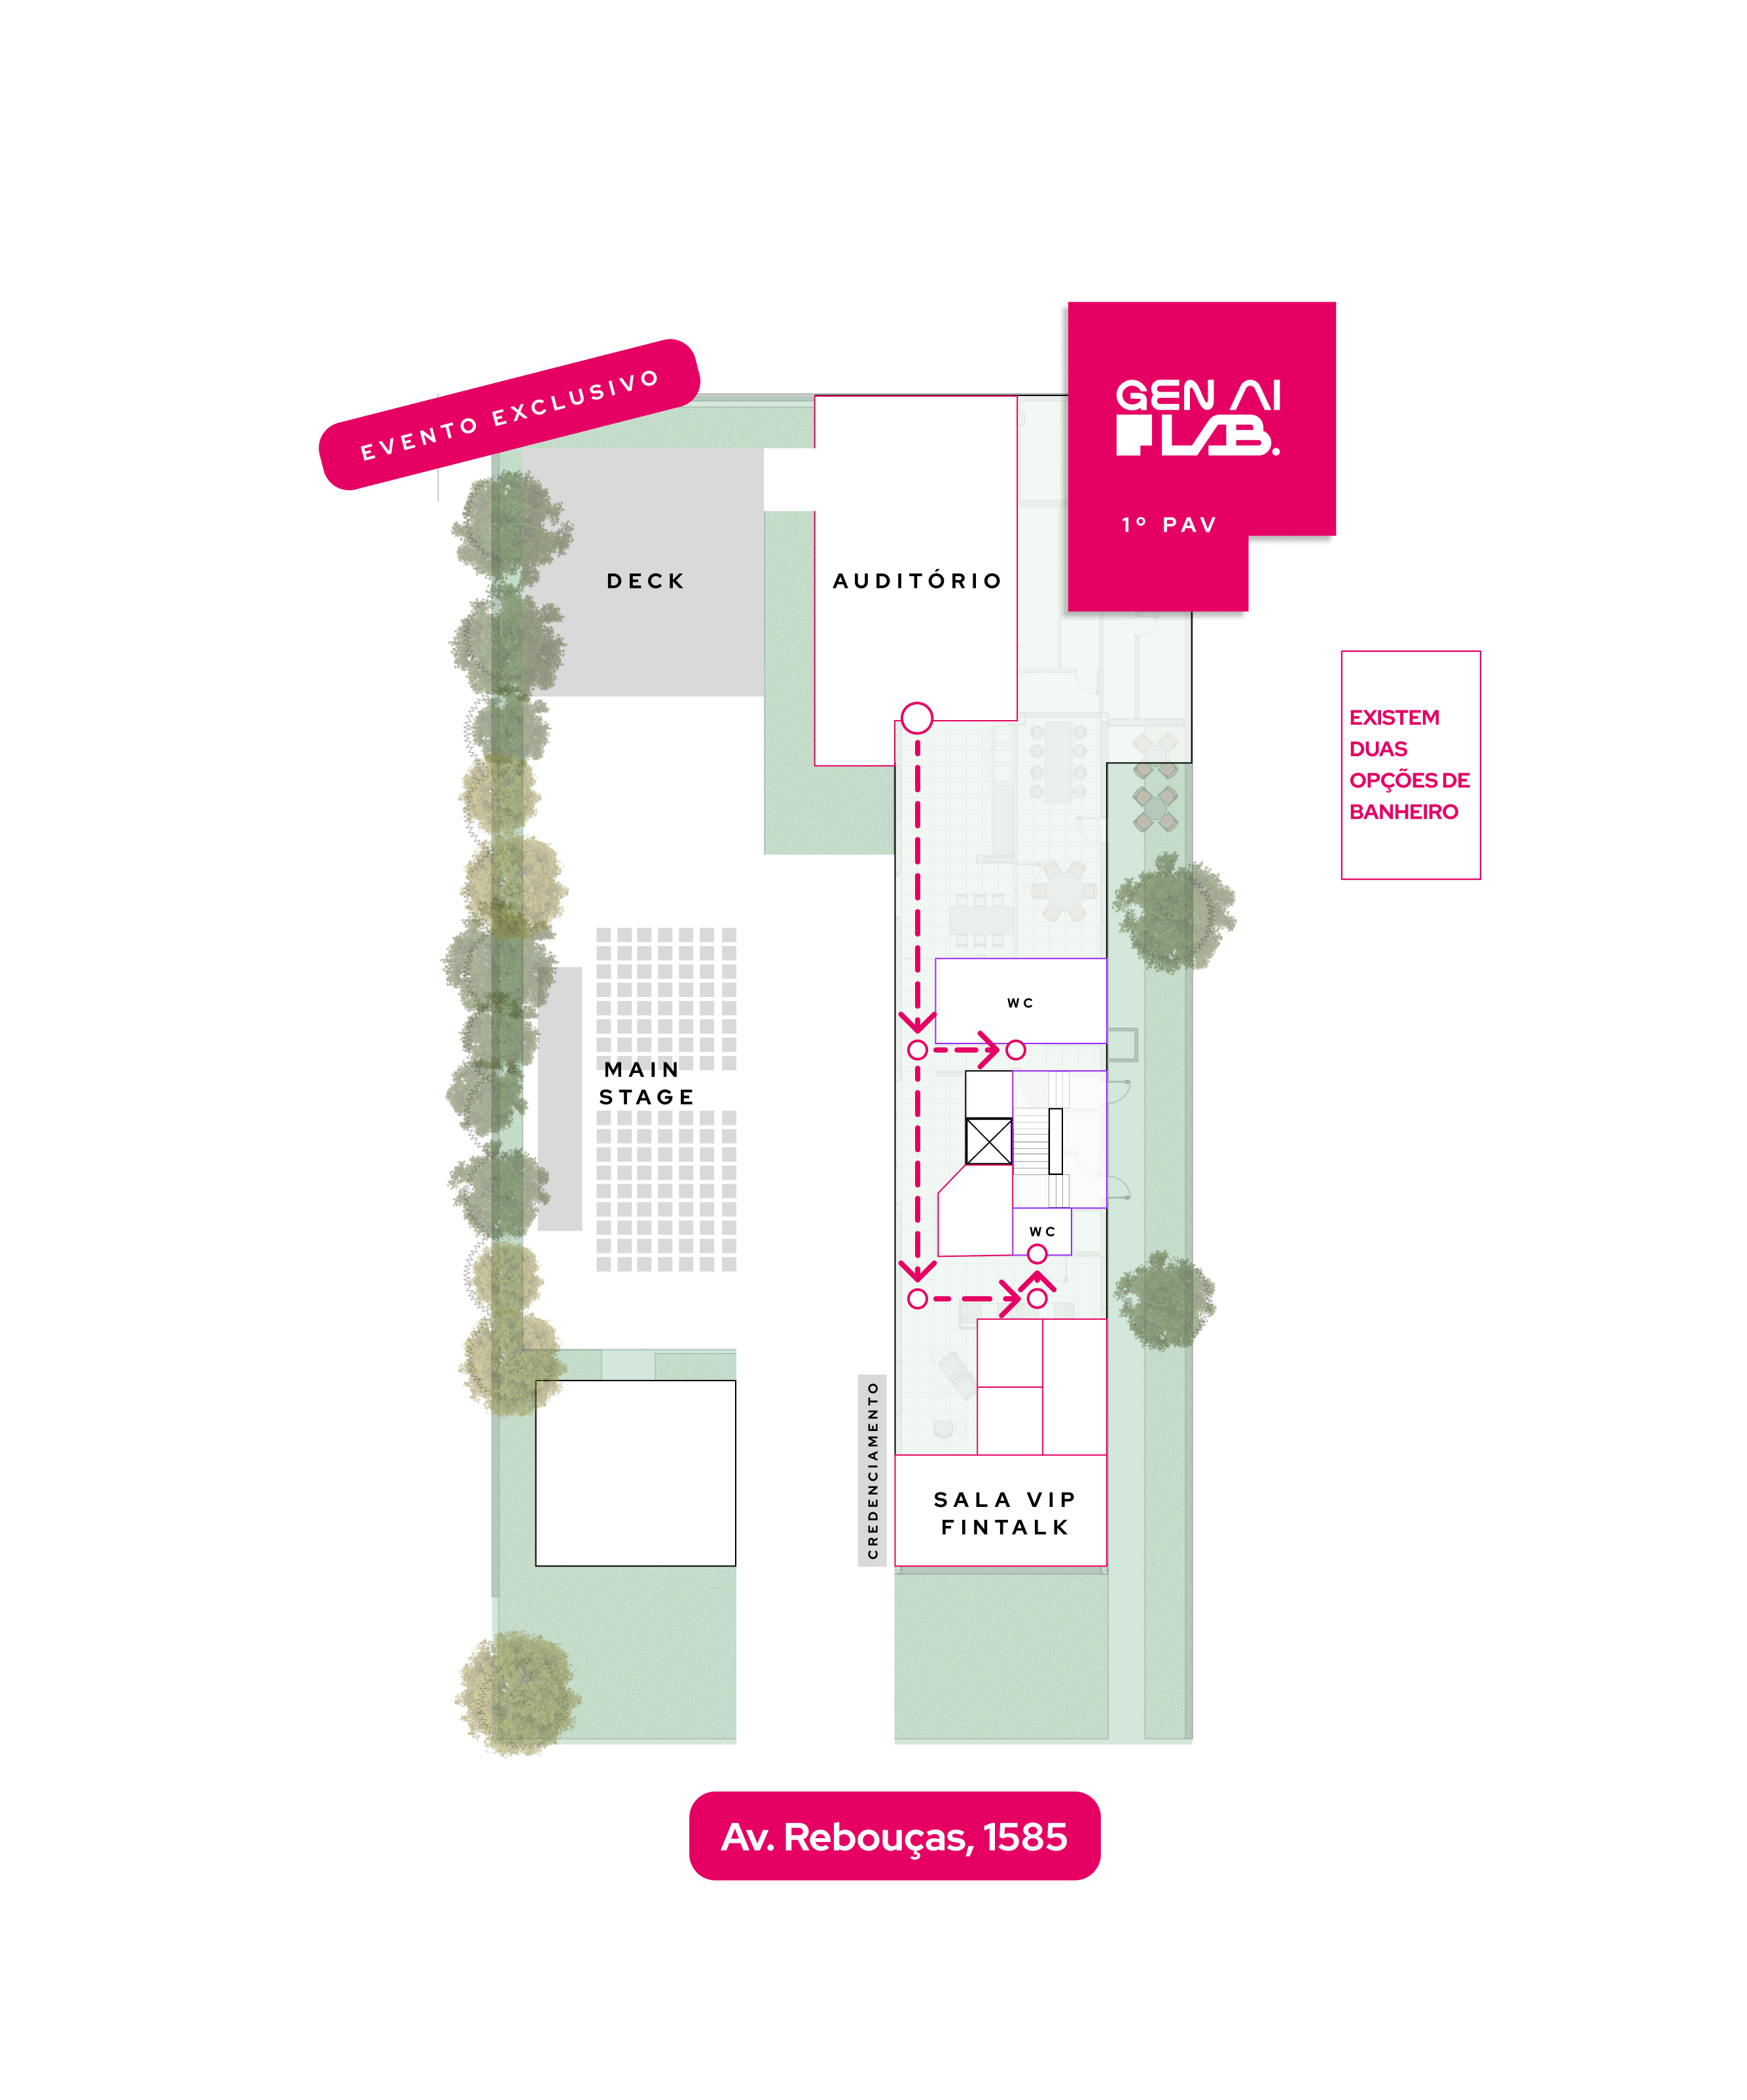 EVENTO EXCLUSIVO
GEN AI
LAB.
1º PAV
DECK
AUDITÓRIO
EXISTEM
DUAS
OPÇÕES DE
BANHEIRO
WC
MAIN
STAGE
WC
CREDENCIAMENTO
SALA VIP
FINTALK
Av. Rebouças, 1585